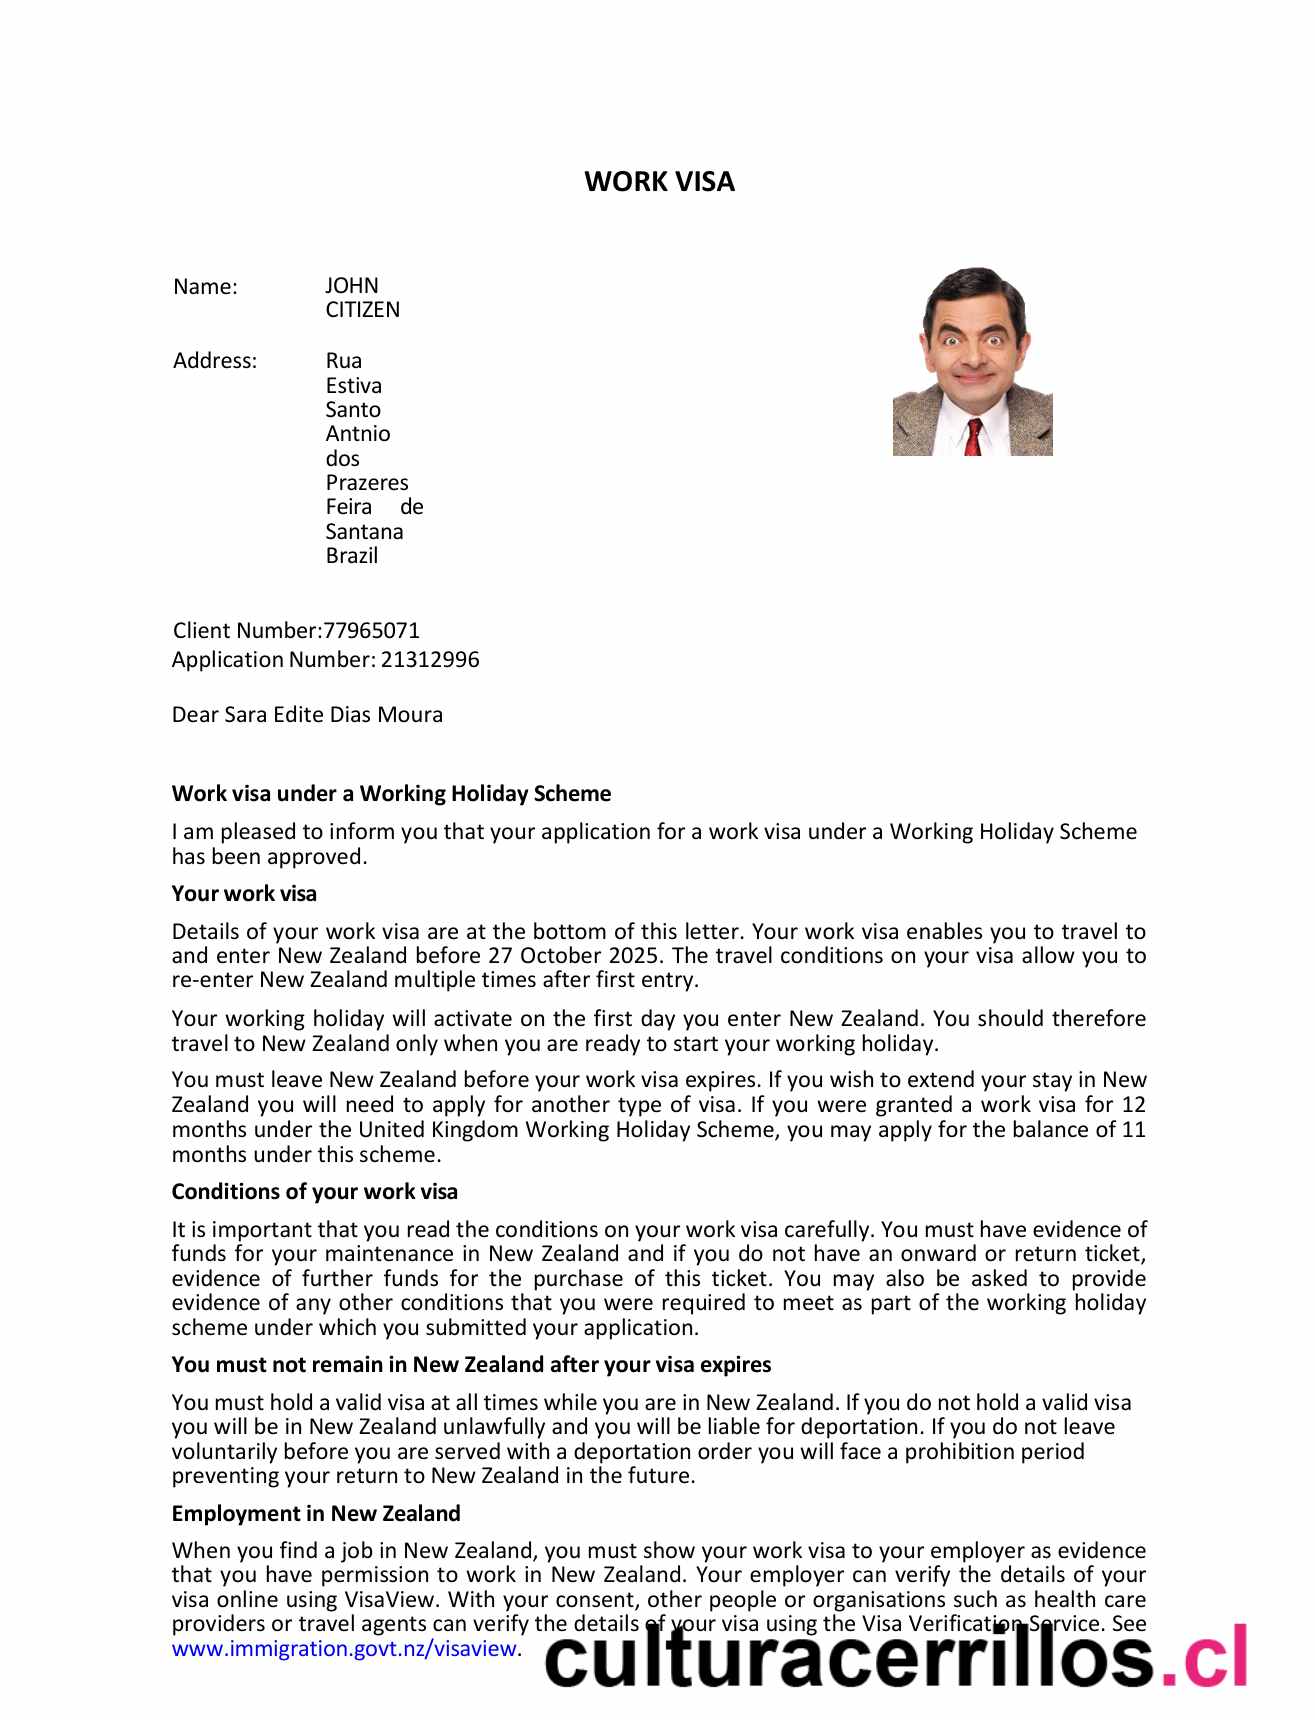 WORK VISA
Name: JOHN
CITIZEN
Address: Rua
Estiva
Santo
Antnio
dos
Prazeres
Feira de
Santana
Brazil
Client Number:77965071
Application Number: 21312996
Dear Sara Edite Dias Moura
Work visa under a Working Holiday Scheme
I am pleased to inform you that your application for a work visa under a Working Holiday Scheme
has been approved.
Your work visa
Details of your work visa are at the bottom of this letter. Your work visa enables you to travel to
and enter New Zealand before 27 October 2025. The travel conditions on your visa allow you to
re-enter New Zealand multiple times after first entry.
Your working holiday will activate on the first day you enter New Zealand. You should therefore
travel to New Zealand only when you are ready to start your working holiday.
You must leave New Zealand before your work visa expires. If you wish to extend your stay in New
Zealand you will need to apply for another type of visa. If you were granted a work visa for 12
months under the United Kingdom Working Holiday Scheme, you may apply for the balance of 11
months under this scheme.
Conditions of your work visa
It is important that you read the conditions on your work visa carefully. You must have evidence of
funds for your maintenance in New Zealand and if you do not have an onward or return ticket,
evidence of further funds for the purchase of this ticket. You may also be asked to provide
evidence of any other conditions that you were required to meet as part of the working holiday
scheme under which you submitted your application.
You must not remain in New Zealand after your visa expires
You must hold a valid visa at all times while you are in New Zealand. If you do not hold a valid visa
you will be in New Zealand unlawfully and you will be liable for deportation. If you do not leave
voluntarily before you are served with a deportation order you will face a prohibition period
preventing your return to New Zealand in the future.
Employment in New Zealand
When you find a job in New Zealand, you must show your work visa to your employer as evidence
that you have permission to work in New Zealand. Your employer can verify the details of your
visa online using VisaView. With your consent, other people or organisations such as health care
providers or travel agents can verify the details of your visa using the Visa Verification Service. See
www.immigration.govt.nz/visaview.
culturacerrillos.cl